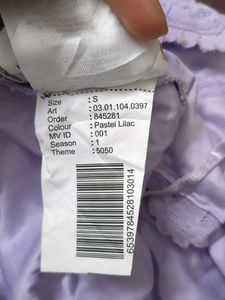 Size : S
Art : 03.01.104.0397
Order : 845281
Colour : Pastel Lilac
MV ID : 001
Season : 1
Theme : 5050
6539784528103014